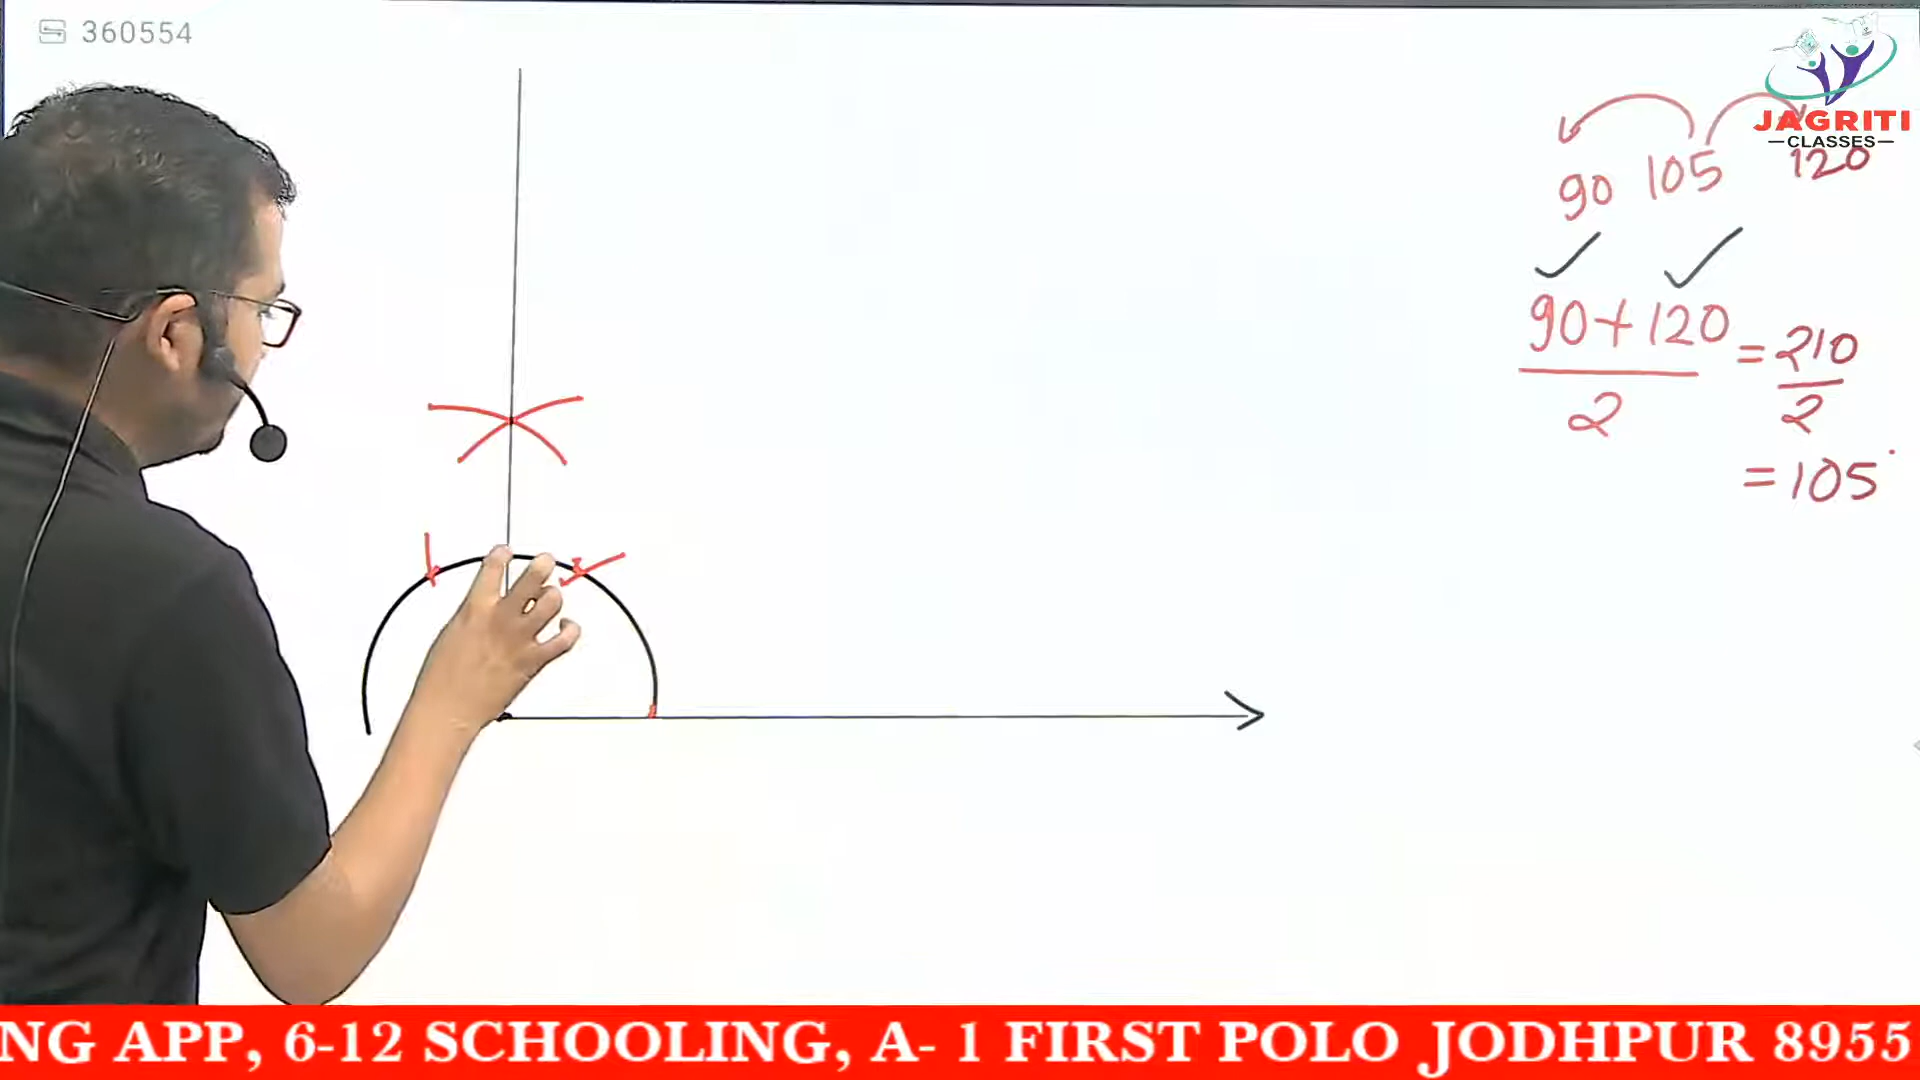 360554
JAGRITI
CLASSES
90 105 120
90+120 = 210
2 2
= 105°
NG APP, 6-12 SCHOOLING, A- 1 FIRST POLO JODHPUR 8955